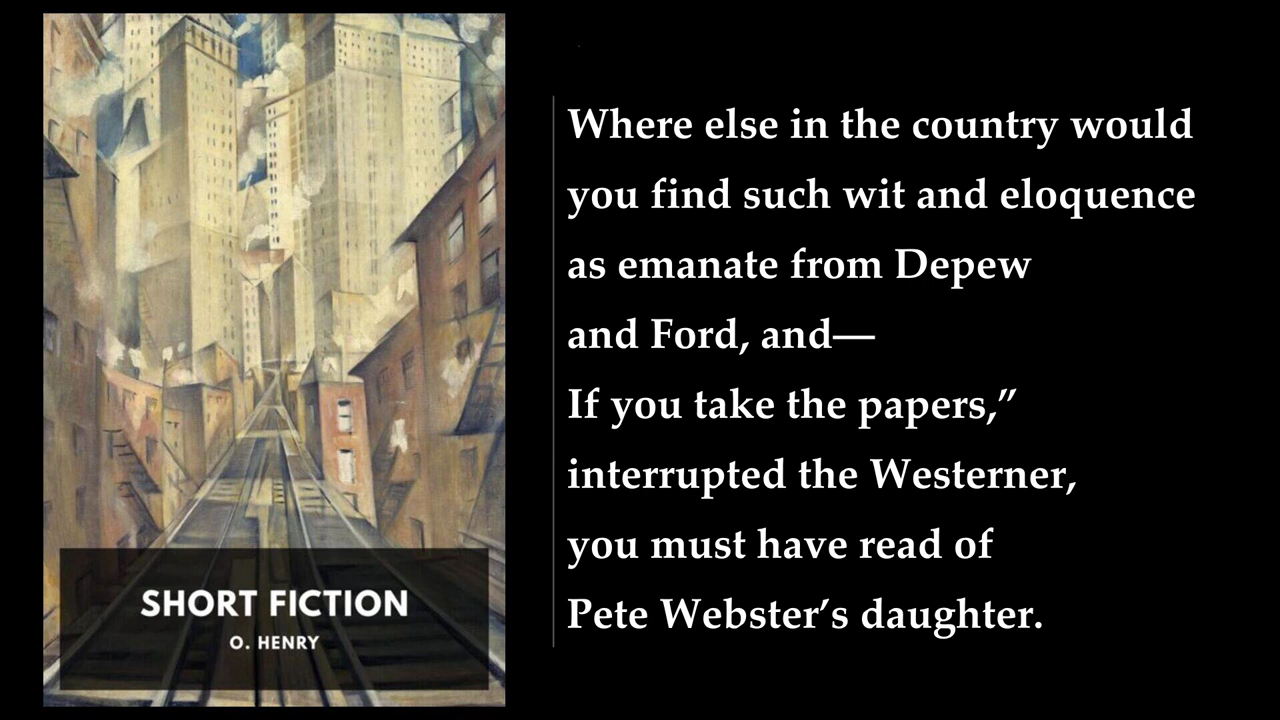 SHORT FICTION
O. HENRY
Where else in the country would
you find such wit and eloquence
as emanate from Depew
and Ford, and—
If you take the papers,”
interrupted the Westerner,
you must have read of
Pete Webster’s daughter.